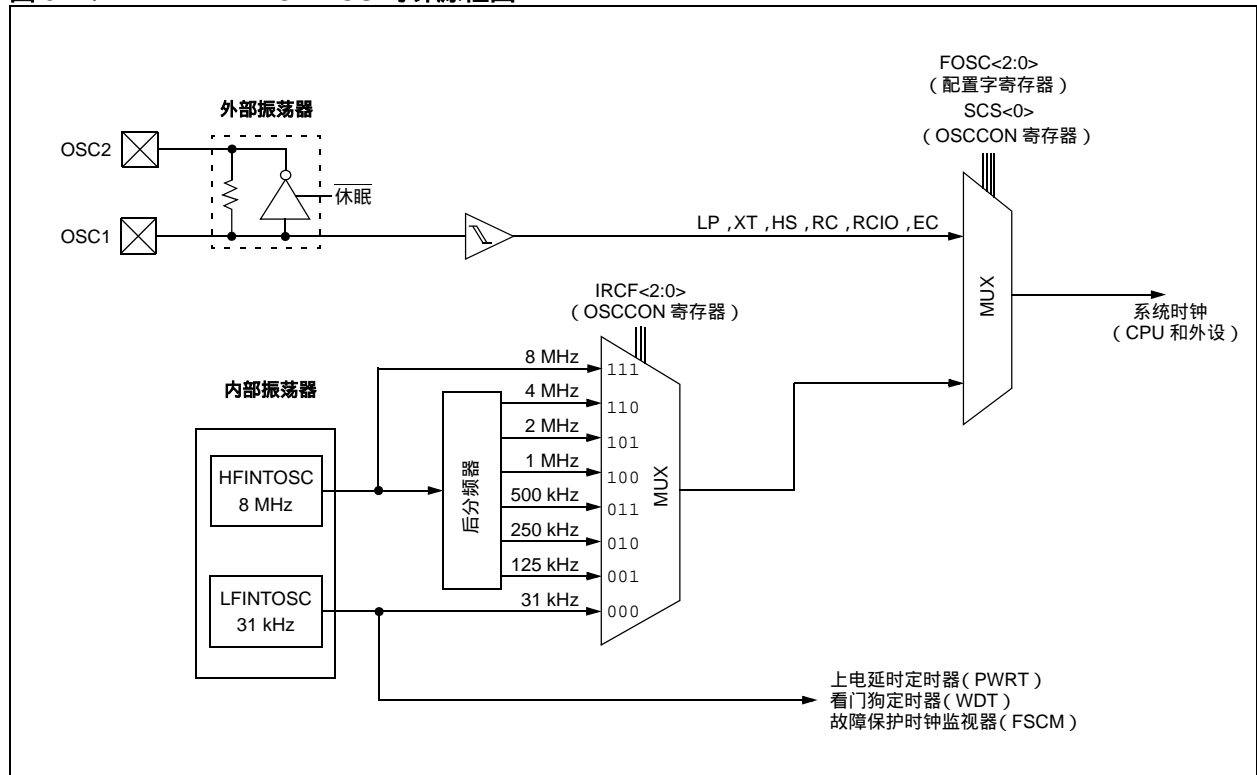 FOSC<2:0>
（配置字寄存器）
SCS<0>
（OSCCON 寄存器）
外部振荡器
OSC2
休眠
OSC1
LP ,XT ,HS ,RC ,RCIO ,EC
MUX
系统时钟
（CPU 和外设）
IRCF<2:0>
（OSCCON 寄存器）
内部振荡器
HFINTOSC
8 MHz
LFINTOSC
31 kHz
后分频器
8 MHz
4 MHz
2 MHz
1 MHz
500 kHz
250 kHz
125 kHz
31 kHz
111
110
101
100
011
010
001
000
MUX
上电延时定时器（PWRT）
看门狗定时器（WDT）
故障保护时钟监视器（FSCM）